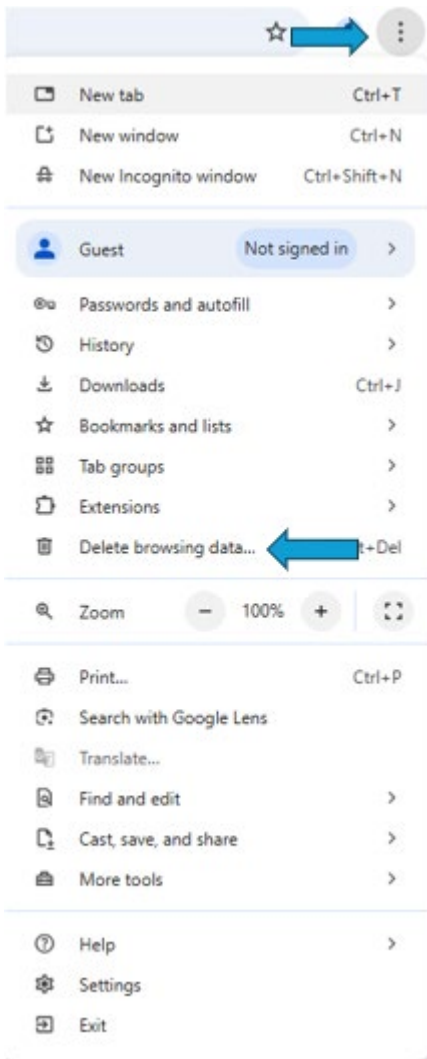 New tab Ctrl+T
New window Ctrl+N
New Incognito window Ctrl+Shift+N
Guest Not signed in
Passwords and autofill
History
Downloads Ctrl+J
Bookmarks and lists
Tab groups
Extensions
Delete browsing data... t+Del
Zoom − 100% +
Print... Ctrl+P
Search with Google Lens
Translate...
Find and edit
Cast, save, and share
More tools
Help
Settings
Exit